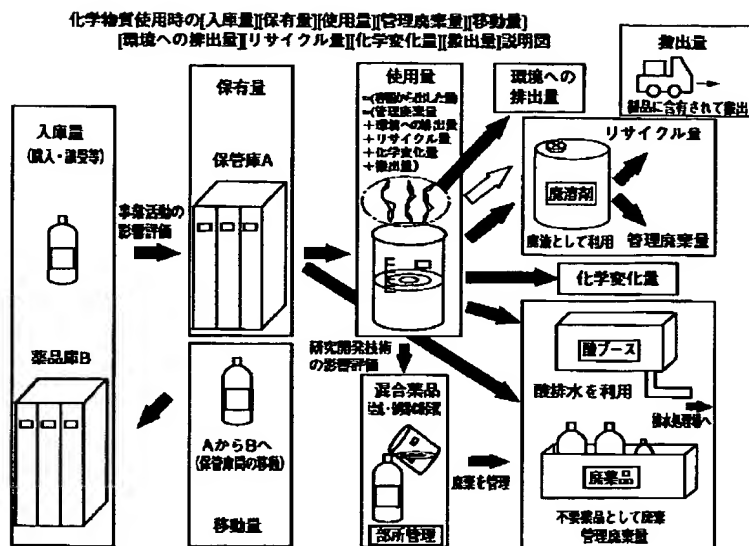 化学物質使用時の[入庫量][保有量][使用量][管理廃棄量][移動量]
[環境への排出量][リサイクル量][化学変化量][搬出量]説明図
入庫量
(購入・譲受等)
薬品庫B
事業活動の
影響評価
保有量
保管庫A
AからBへ
(保管庫間の移動)
移動量
使用量
=(容器から出した量)
=(管理廃棄量
+環境への排出量
+リサイクル量
+化学変化量
+搬出量)
研究開発技術
の影響評価
混合薬品
部所管理
廃棄を管理
環境への
排出量
搬出量
製品に含有されて搬出
リサイクル量
廃溶剤
廃液として利用
管理廃棄量
化学変化量
酸ブース
酸排水を利用
排水処理場へ
廃薬品
不要薬品として廃棄
管理廃棄量